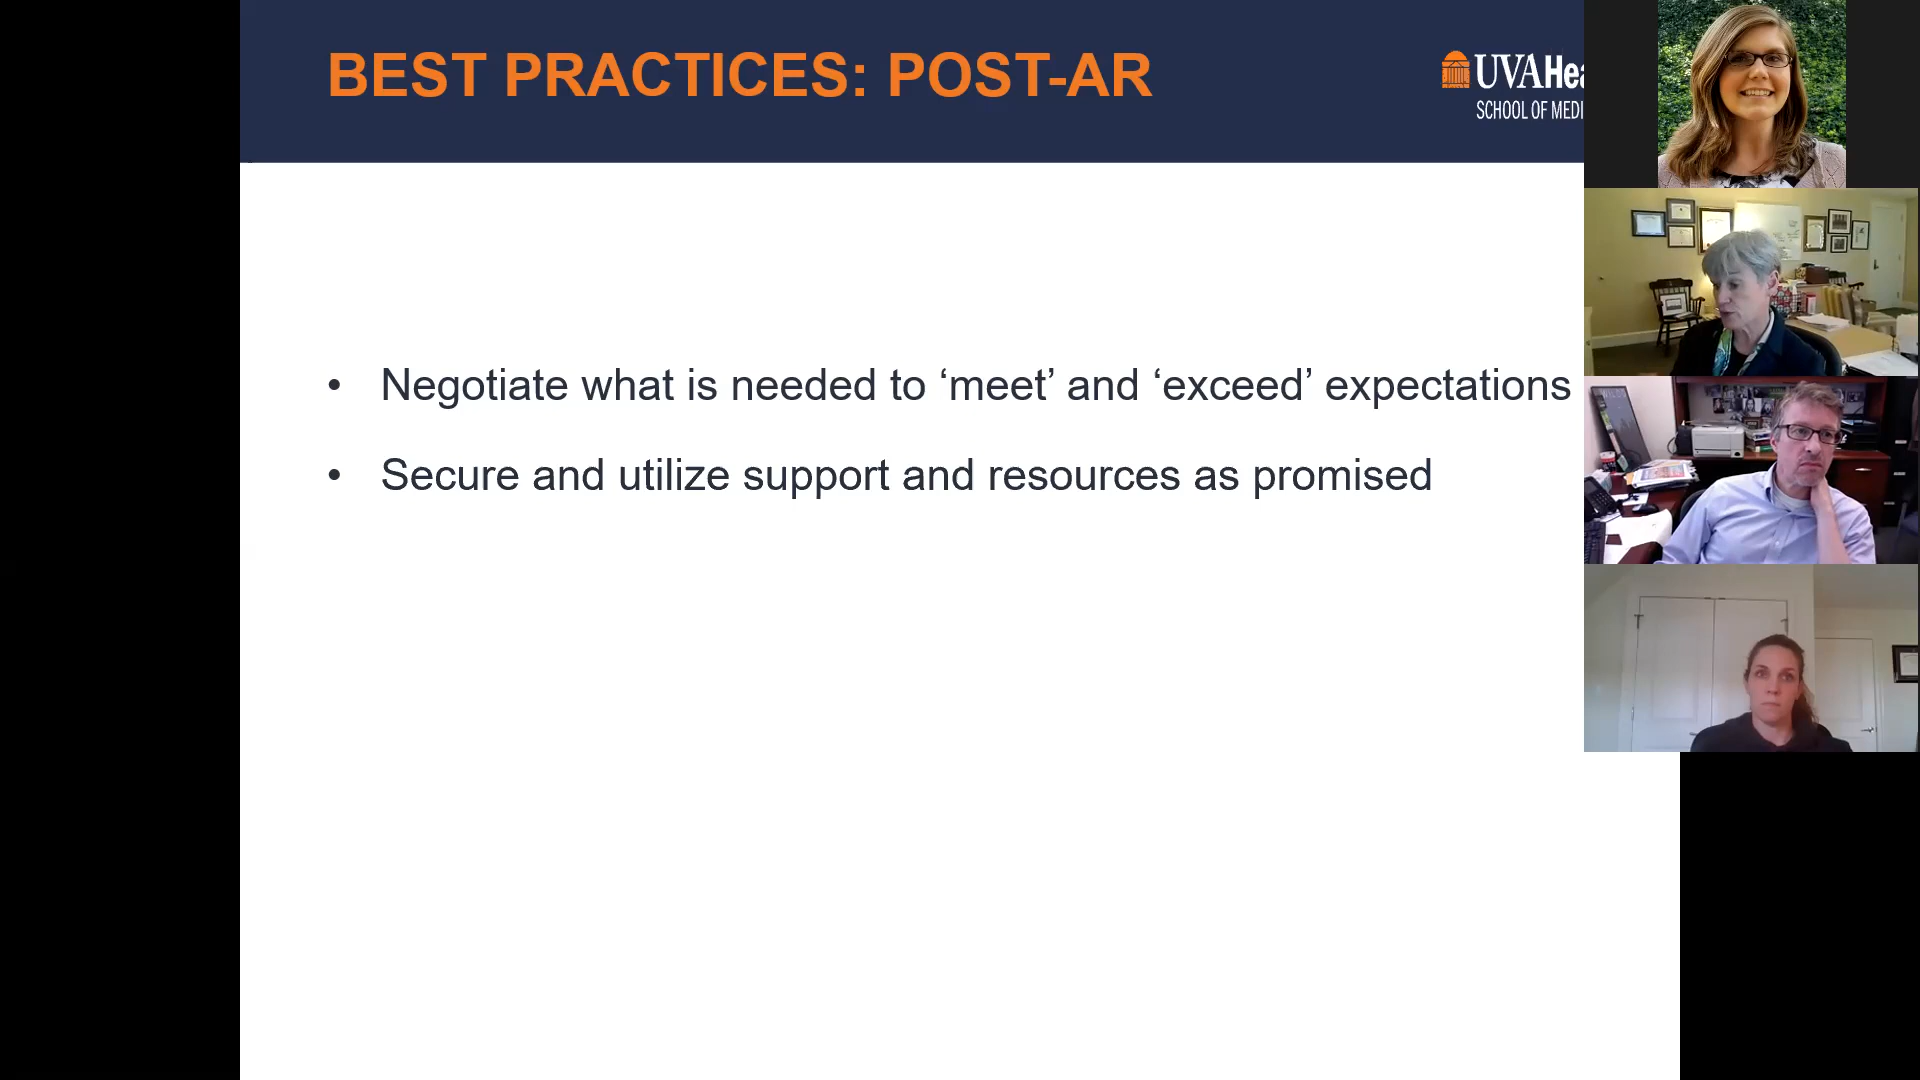 BEST PRACTICES: POST-AR
UVAHea
SCHOOL OF MEDI
• Negotiate what is needed to ‘meet’ and ‘exceed’ expectations
• Secure and utilize support and resources as promised